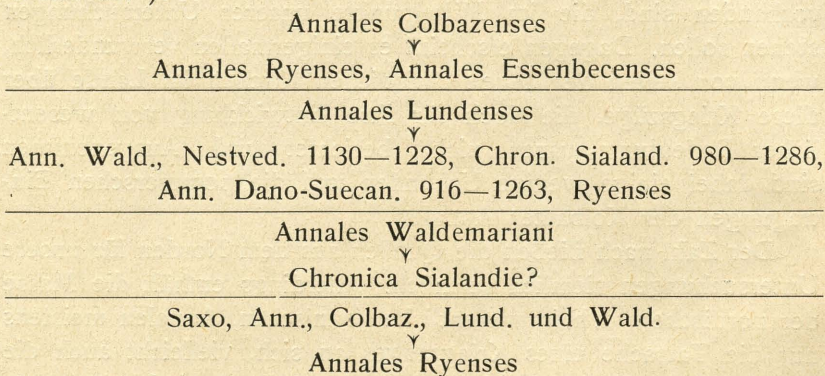 Annales Colbazenses
Annales Ryenses, Annales Essenbecenses
Annales Lundenses
Ann. Wald., Nestved. 1130—1228, Chron. Sialand. 980—1286,
Ann. Dano-Suecan. 916—1263, Ryenses
Annales Waldemariani
Chronica Sialandie?
Saxo, Ann., Colbaz., Lund. und Wald.
Annales Ryenses